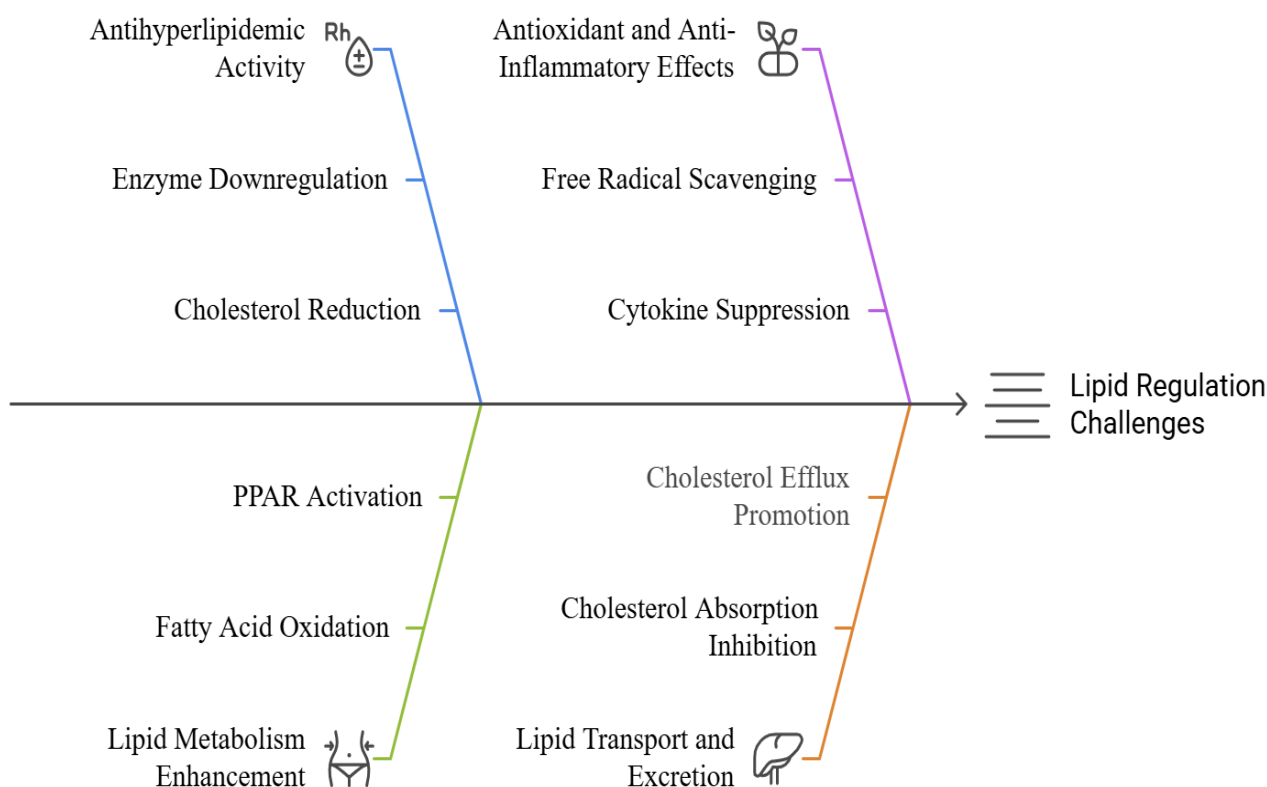 Antihyperlipidemic
Activity
Rh
Antioxidant and Anti-
Inflammatory Effects
Enzyme Downregulation
Free Radical Scavenging
Cholesterol Reduction
Cytokine Suppression
Lipid Regulation
Challenges
PPAR Activation
Cholesterol Efflux
Promotion
Fatty Acid Oxidation
Cholesterol Absorption
Inhibition
Lipid Metabolism
Enhancement
Lipid Transport and
Excretion